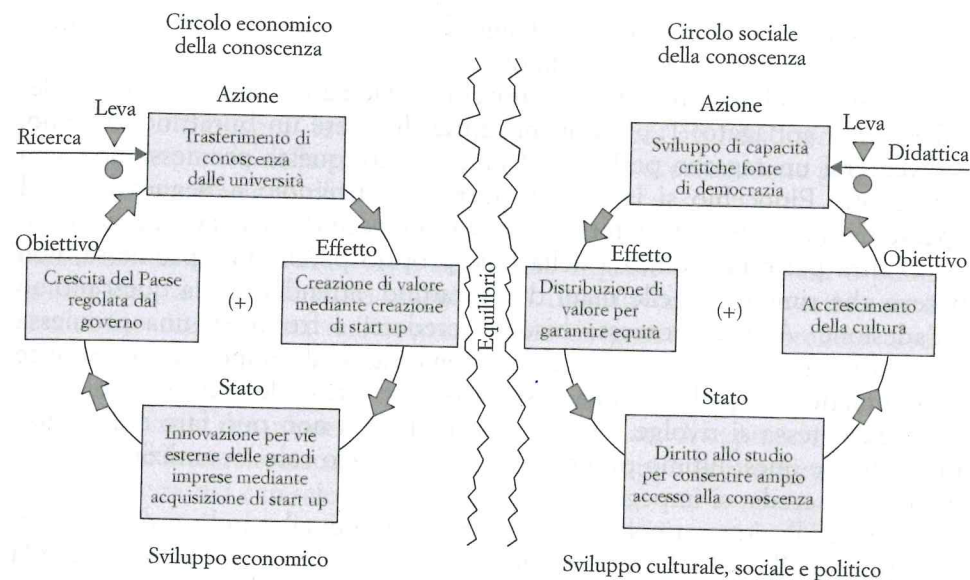 Circolo economico
della conoscenza
Azione
Leva
Ricerca
Trasferimento di
conoscenza
dalle università
Obiettivo
Effetto
Crescita del Paese
regolata dal
governo
(+)
Creazione di valore
mediante creazione
di start up
Stato
Innovazione per vie
esterne delle grandi
imprese mediante
acquisizione di start up
Sviluppo economico
Equilibrio
Circolo sociale
della conoscenza
Azione
Leva
Sviluppo di capacità
critiche fonte
di democrazia
Didattica
Effetto
Obiettivo
Distribuzione di
valore per
garantire equità
(+)
Accrescimento
della cultura
Stato
Diritto allo studio
per consentire ampio
accesso alla conoscenza
Sviluppo culturale, sociale e politico